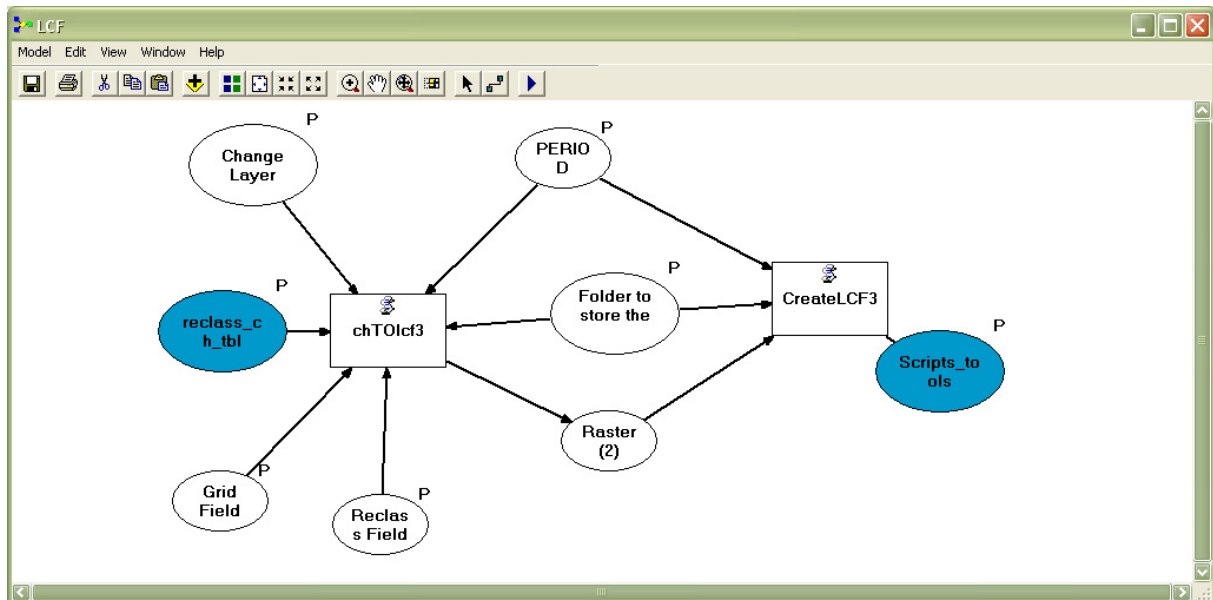 LCF
Model Edit View Window Help
P
Change
Layer
P
PERIO
D
P
reclass_c
h_tbl
chTOlcf3
P
Folder to
store the
CreateLCF3
P
Scripts_to
ols
Raster
(2)
P
Grid
Field
P
Reclas
s Field